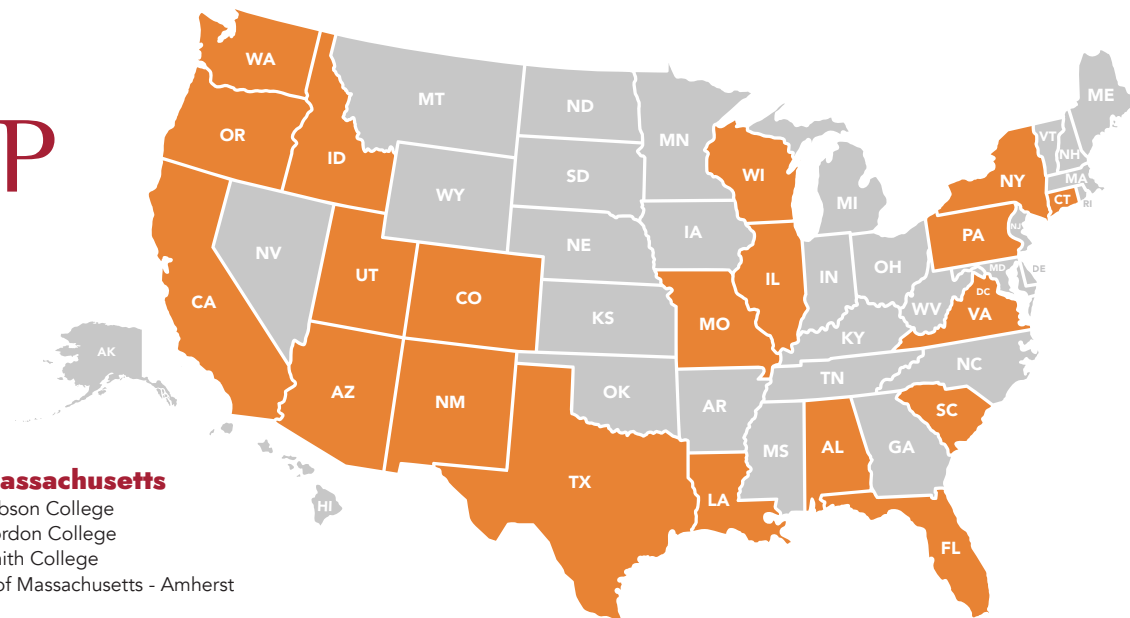 P
WA
MT
ND
MN
ME
OR
ID
WY
SD
WI
MI
VT
NH
NY
MA
CT
RI
NV
UT
CO
NE
IA
IL
IN
OH
PA
NJ
MD
DE
DC
CA
KS
MO
KY
WV
VA
AK
AZ
NM
OK
AR
TN
NC
SC
HI
TX
LA
MS
AL
GA
FL
assachusetts
bson College
ordon College
ith College
of Massachusetts - Amherst